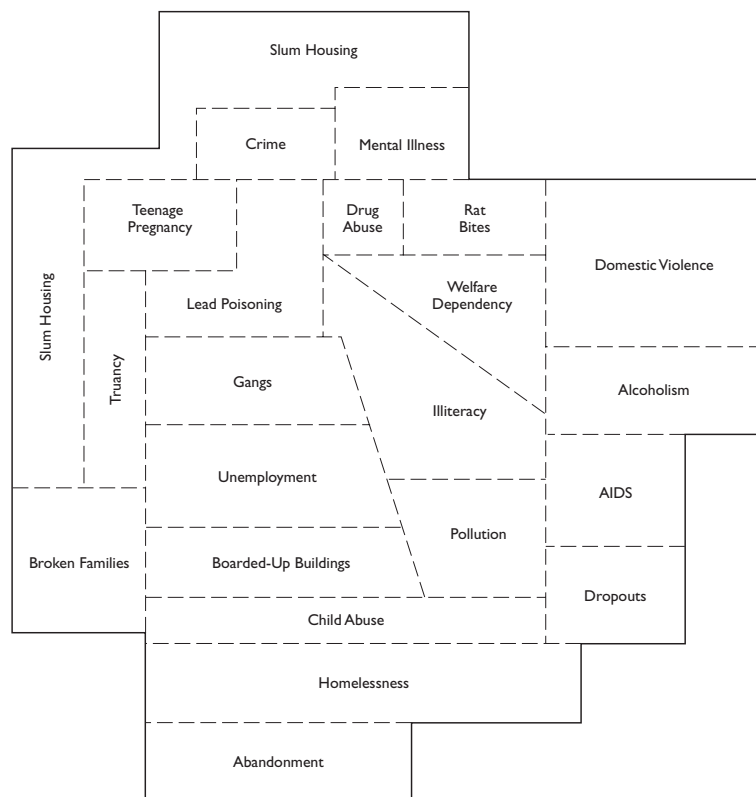 Slum Housing
Crime
Mental Illness
Teenage
Pregnancy
Drug
Abuse
Rat
Bites
Domestic Violence
Slum Housing
Lead Poisoning
Welfare
Dependency
Truancy
Gangs
Illiteracy
Alcoholism
Unemployment
AIDS
Broken Families
Boarded-Up Buildings
Pollution
Dropouts
Child Abuse
Homelessness
Abandonment